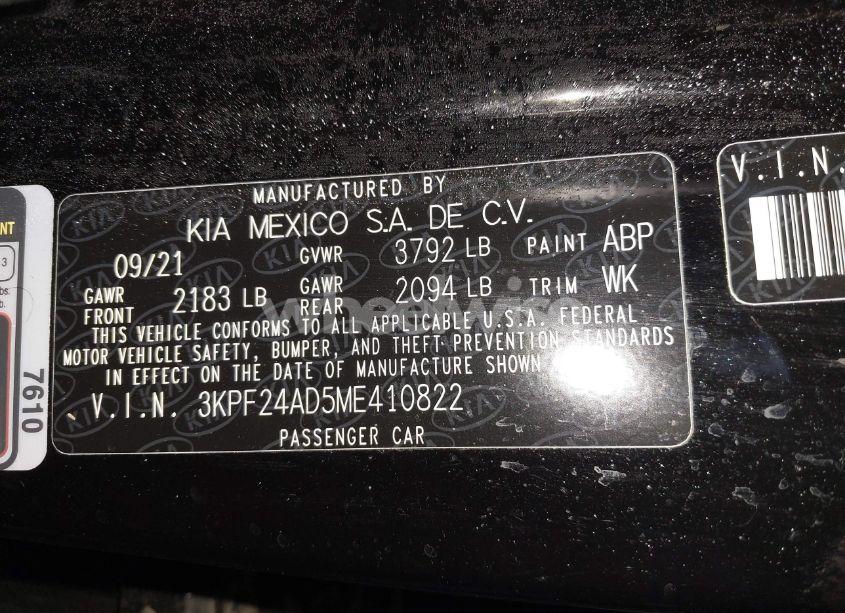 MANUFACTURED BY
KIA MEXICO S.A. DE C.V.
09/21 GVWR 3792 LB PAINT ABP
GAWR FRONT 2183 LB GAWR REAR 2094 LB TRIM WK
THIS VEHICLE CONFORMS TO ALL APPLICABLE U.S.A. FEDERAL
MOTOR VEHICLE SAFETY, BUMPER, AND THEFT PREVENTION STANDARDS
IN EFFECT ON THE DATE OF MANUFACTURE SHOWN
V.I.N. 3KPF24AD5ME410822
PASSENGER CAR
V.I.N.
7610